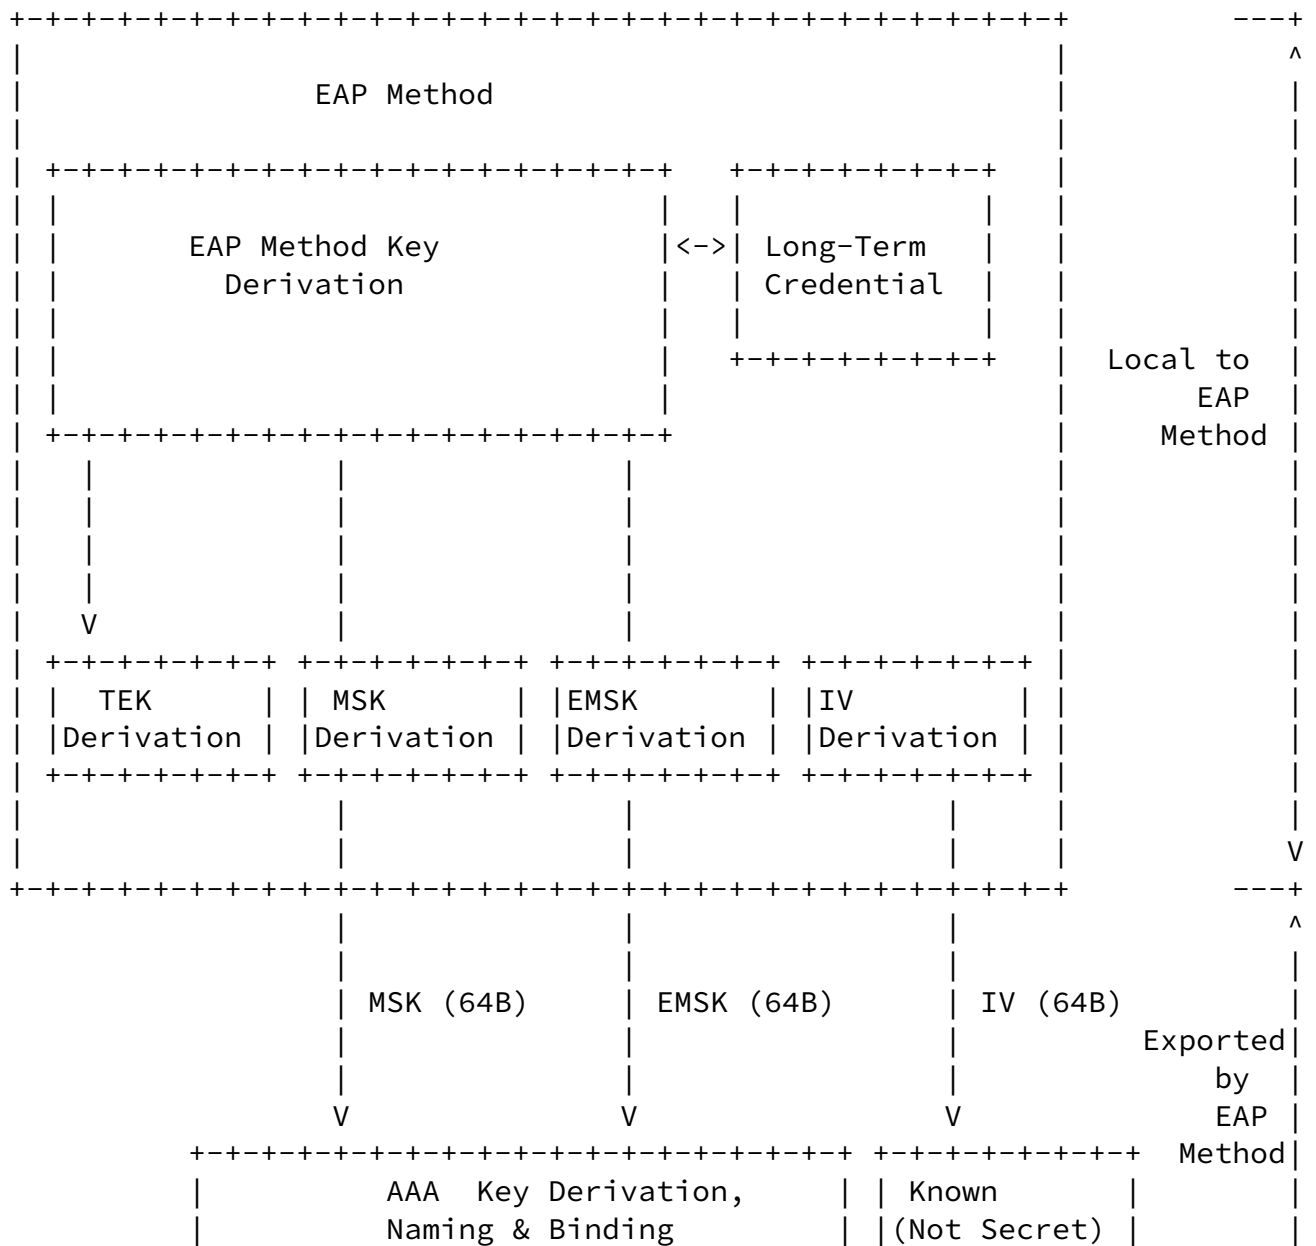 +-+-+-+-+-+-+-+-+-+-+-+-+-+-+-+-+-+-+-+-+-+-+-+-+-+-+-+-+-+         ---+
|                                                         |            ^
|                EAP Method                               |            |
|                                                         |            |
| +-+-+-+-+-+-+-+-+-+-+-+-+-+-+-+-+-+-+   +-+-+-+-+-+-+-+   |            |
| |                                 |   |             |   |            |
| |       EAP Method Key            |<->| Long-Term   |   |            |
| |         Derivation              |   | Credential  |   |            |
| |                                 |   |             |   |            |
| |                                 |   +-+-+-+-+-+-+-+   |  Local to  |
| |                                 |                     |       EAP  |
| +-+-+-+-+-+-+-+-+-+-+-+-+-+-+-+-+-+-+                     |     Method |
|   |             |               |                       |            |
|   |             |               |                       |            |
|   |             |               |                       |            |
|   |             |               |                       |            |
|   V             |               |                       |            |
| +-+-+-+-+-+-+ +-+-+-+-+-+-+ +-+-+-+-+-+-+ +-+-+-+-+-+-+ |            |
| |  TEK      | | MSK       | |EMSK       | |IV         | |            |
| |Derivation | |Derivation | |Derivation | |Derivation | |            |
| +-+-+-+-+-+-+ +-+-+-+-+-+-+ +-+-+-+-+-+-+ +-+-+-+-+-+-+ |            |
|                 |               |                 |     |            |
|                 |               |                 |     |            V
+-+-+-+-+-+-+-+-+-+-+-+-+-+-+-+-+-+-+-+-+-+-+-+-+-+-+-+-+-+         ---+
                  |               |                 |                  ^
                  |               |                 |                  |
                  | MSK (64B)     | EMSK (64B)      | IV (64B)         |
                  |               |                 |          Exported|
                  |               |                 |              by  |
                  V               V                 V              EAP |
          +-+-+-+-+-+-+-+-+-+-+-+-+-+-+-+-+-+-+ +-+-+-+-+-+-+-+  Method|
          |          AAA  Key Derivation,     | | Known       |        |
          |          Naming & Binding         | |(Not Secret) |        |